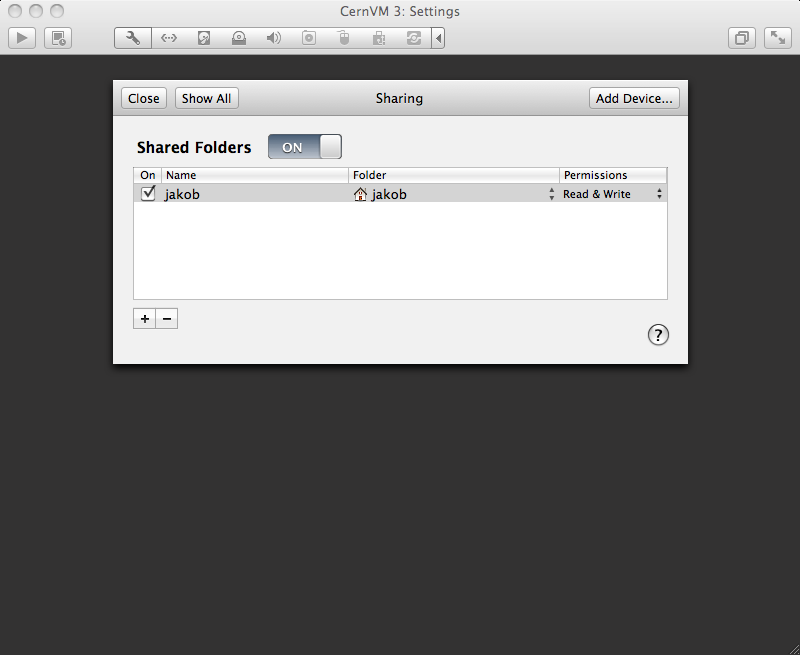 CernVM 3: Settings
Close Show All Sharing Add Device...
Shared Folders ON
On Name Folder Permissions
jakob jakob Read & Write
+ −
?